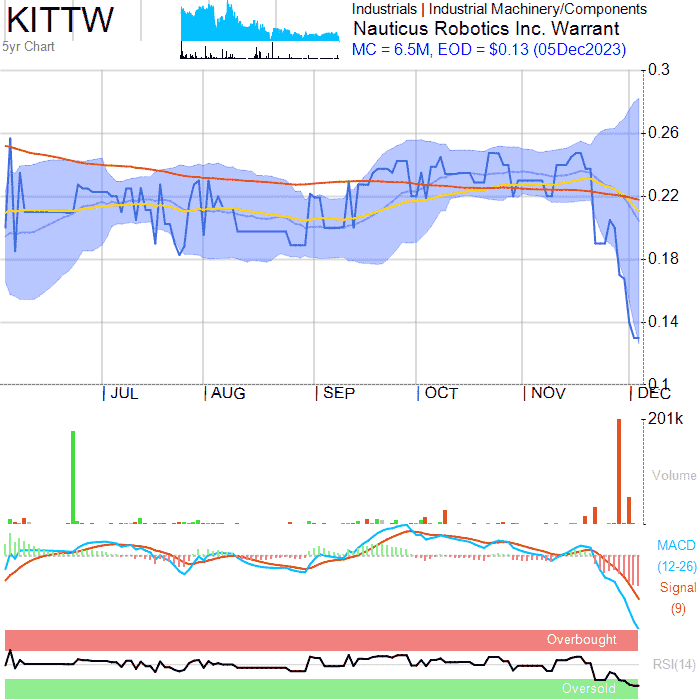 KITTW
5yr Chart
Industrials | Industrial Machinery/Components
Nauticus Robotics Inc. Warrant
MC = 6.5M, EOD = $0.13 (05Dec2023)
0.3
0.26
0.22
0.18
0.14
0.1
JUL AUG SEP OCT NOV DEC
201k
Volume
MACD
(12-26)
Signal
(9)
Overbought
RSI(14)
Oversold